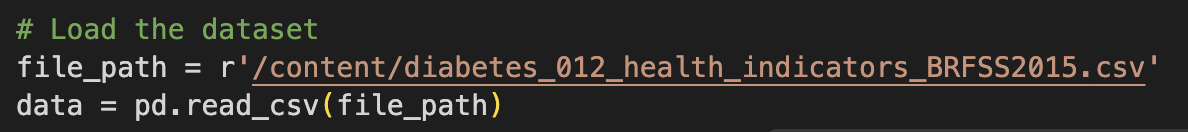 # Load the dataset
file_path = r'/content/diabetes_012_health_indicators_BRFSS2015.csv'
data = pd.read_csv(file_path)